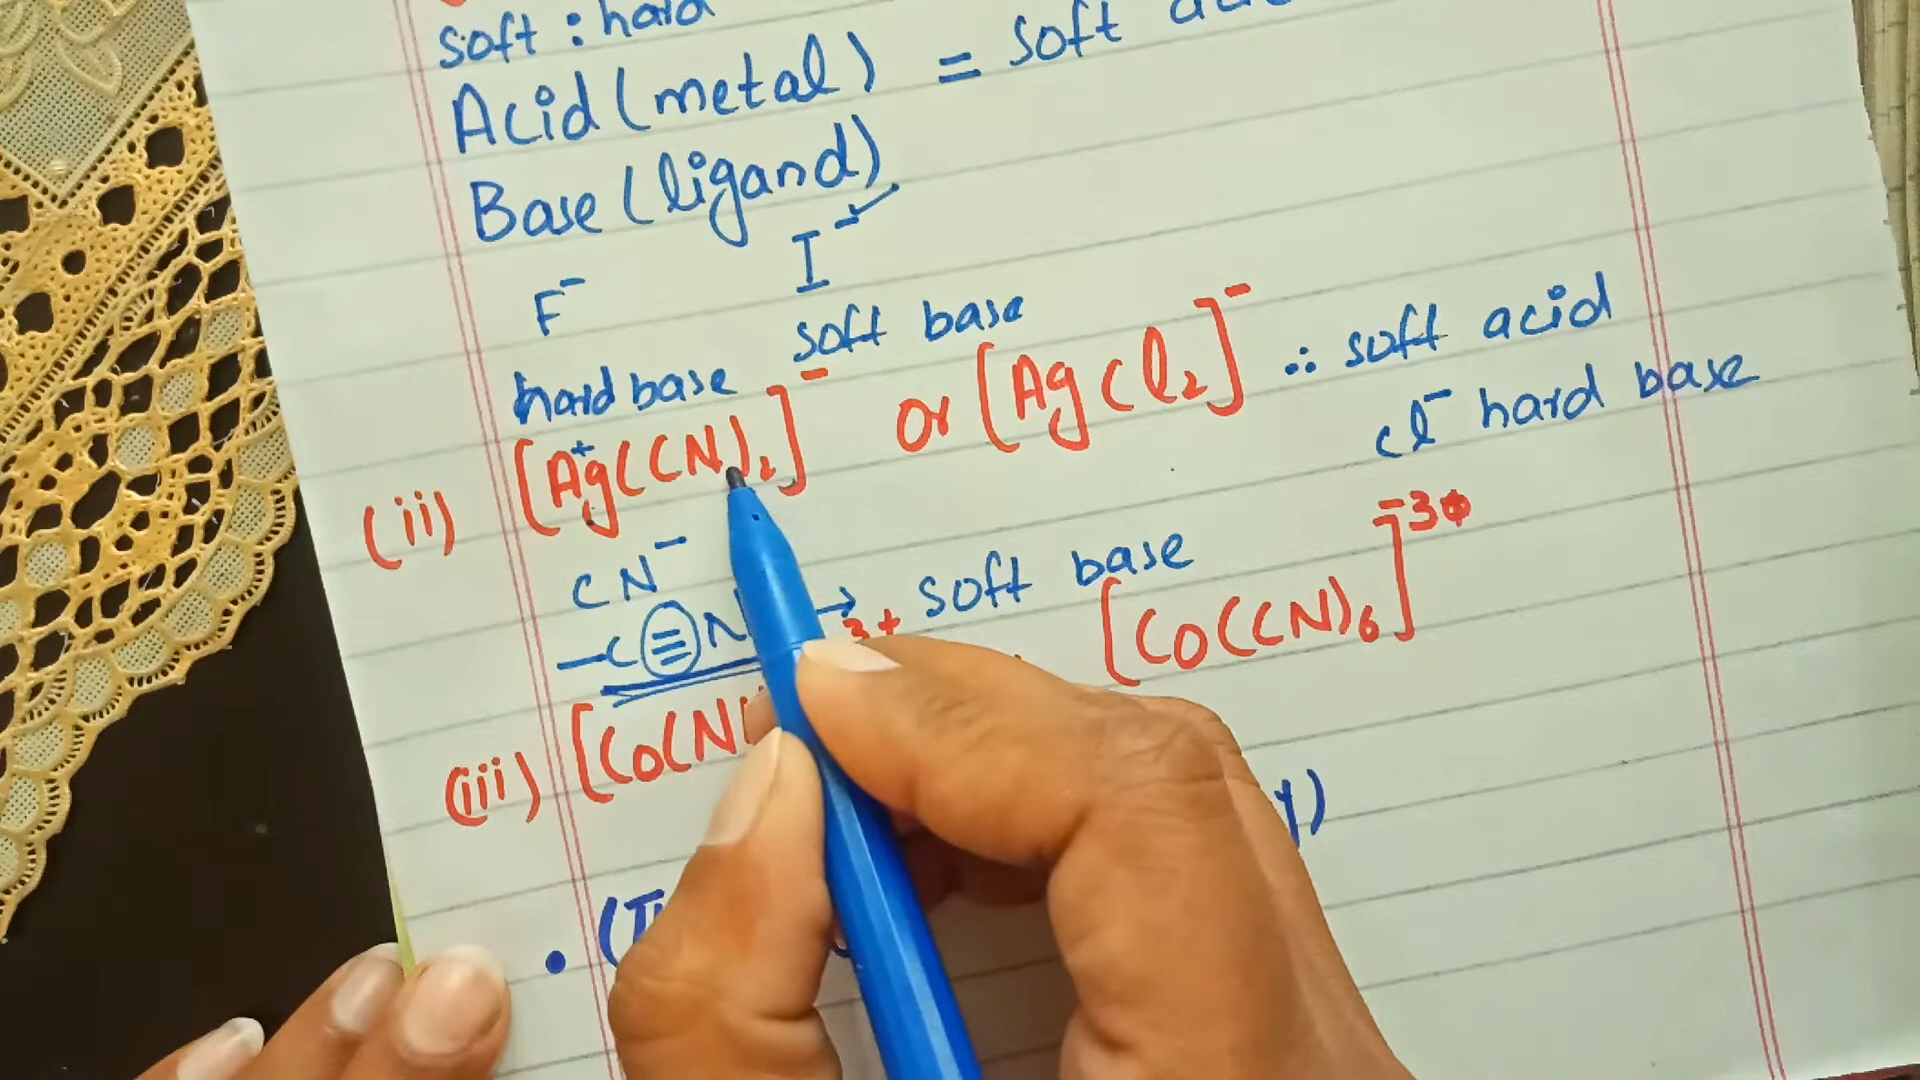 soft : hard
Acid (metal) = soft
Base (ligand)
F⁻ I⁻
soft base
hard base
(ii) [Ag⁺(CN)₂]⁻ or [AgCl₂]⁻ ∴ soft acid
Cl⁻ hard base
CN⁻
–C≡N → soft base
(iii) [Co(N 3+ [Co(CN)₆]⁻³